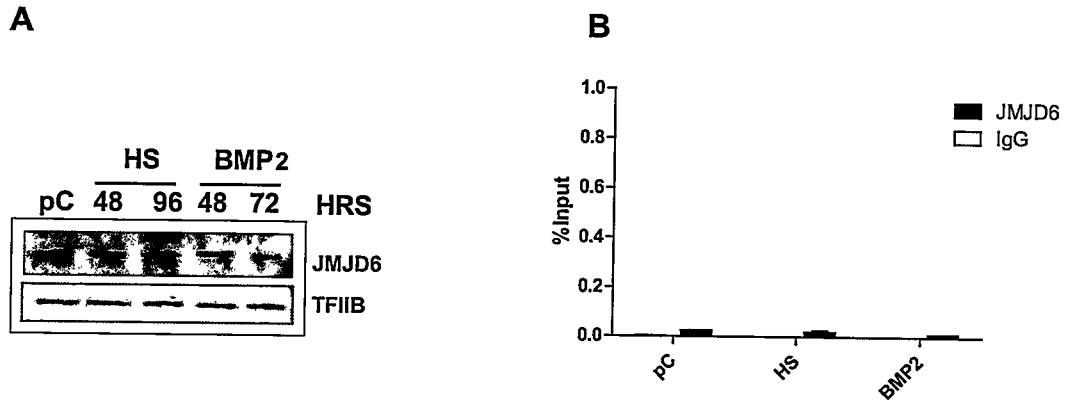 A
HS BMP2
pC 48 96 48 72 HRS
JMJD6
TFIIB
B
JMJD6
IgG
%Input
1.0
0.8
0.6
0.4
0.2
0.0
pC HS BMP2